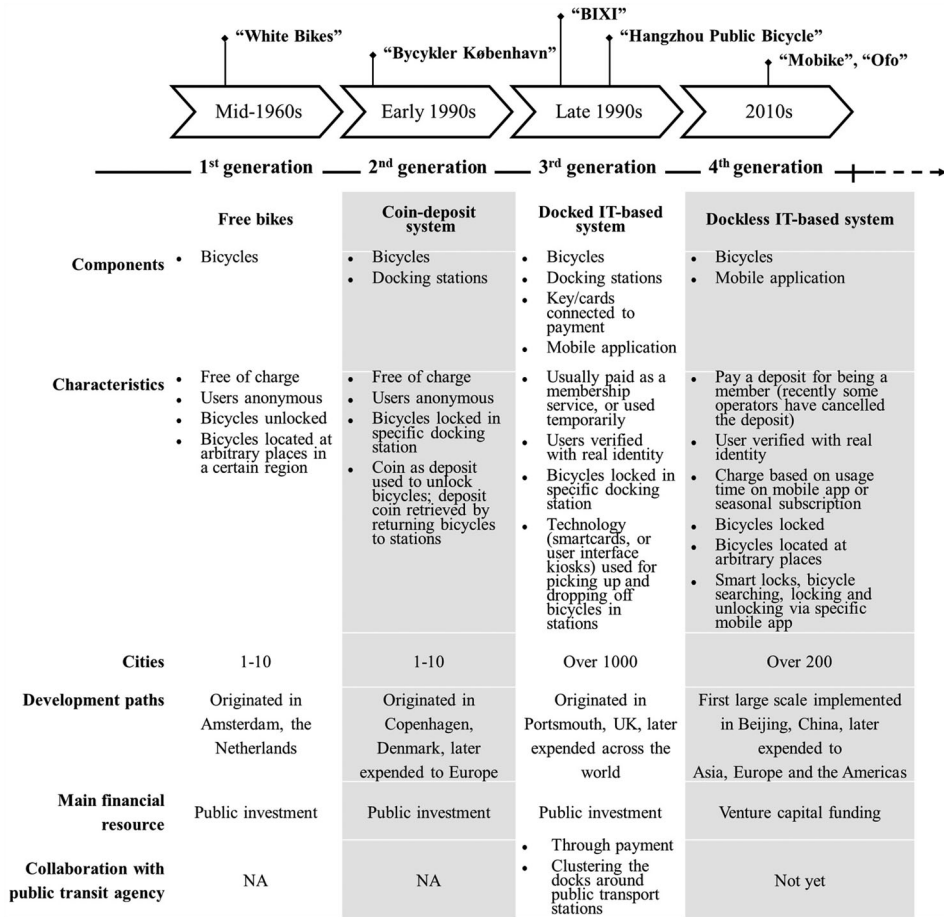 “BIXI”
“White Bikes”
“Hangzhou Public Bicycle”
“Bycykler København”
“Mobike”, “Ofo”
Mid-1960s
Early 1990s
Late 1990s
2010s
1st generation
2nd generation
3rd generation
4th generation
Free bikes
Coin-deposit
system
Docked IT-based
system
Dockless IT-based system
Components
• Bicycles
• Bicycles
• Docking stations
• Bicycles
• Docking stations
• Key/cards
connected to
payment
• Mobile application
• Bicycles
• Mobile application
Characteristics
• Free of charge
• Users anonymous
• Bicycles unlocked
• Bicycles located at
arbitrary places in
a certain region
• Free of charge
• Users anonymous
• Bicycles locked in
specific docking
station
• Coin as deposit
used to unlock
bicycles; deposit
coin retrieved by
returning bicycles
to stations
• Usually paid as a
membership
service, or used
temporarily
• Users verified
with real identity
• Bicycles locked in
specific docking
station
• Technology
(smartcards, or
user interface
kiosks) used for
picking up and
dropping off
bicycles in
stations
• Pay a deposit for being a
member (recently some
operators have cancelled
the deposit)
• User verified with real
identity
• Charge based on usage
time on mobile app or
seasonal subscription
• Bicycles locked
• Bicycles located at
arbitrary places
• Smart locks, bicycle
searching, locking and
unlocking via specific
mobile app
Cities
1-10
1-10
Over 1000
Over 200
Development paths
Originated in
Amsterdam, the
Netherlands
Originated in
Copenhagen,
Denmark, later
expended to Europe
Originated in
Portsmouth, UK, later
expended across the
world
First large scale implemented
in Beijing, China, later
expended to
Asia, Europe and the Americas
Main financial
resource
Public investment
Public investment
Public investment
Venture capital funding
Collaboration with
public transit agency
NA
NA
• Through payment
• Clustering the
docks around
public transport
stations
Not yet